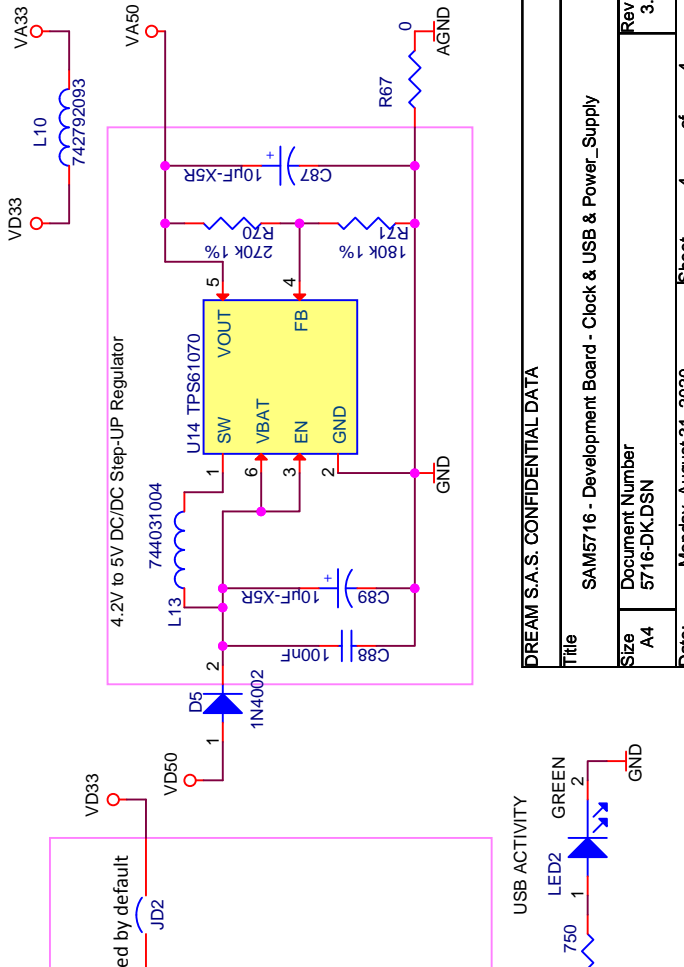 VD33
L10
742792093
VA33
4.2V to 5V DC/DC Step-UP Regulator
VD50
1
D5
1N4002
2
L13
744031004
C88
100nF
C89
10µF-X5R
+
1
6
3
2
U14 TPS61070
SW
VBAT
EN
GND
VOUT
FB
5
4
R70
270k 1%
R71
180k 1%
C87
10µF-X5R
+
VA50
R67
0
AGND
GND
DREAM S.A.S. CONFIDENTIAL DATA
Title
SAM5716 - Development Board - Clock & USB & Power_Supply
Size
A4
Document Number
5716-DK.DSN
Rev
3.
VD33
ed by default
JD2
USB ACTIVITY
LED2
GREEN
1
2
750
GND